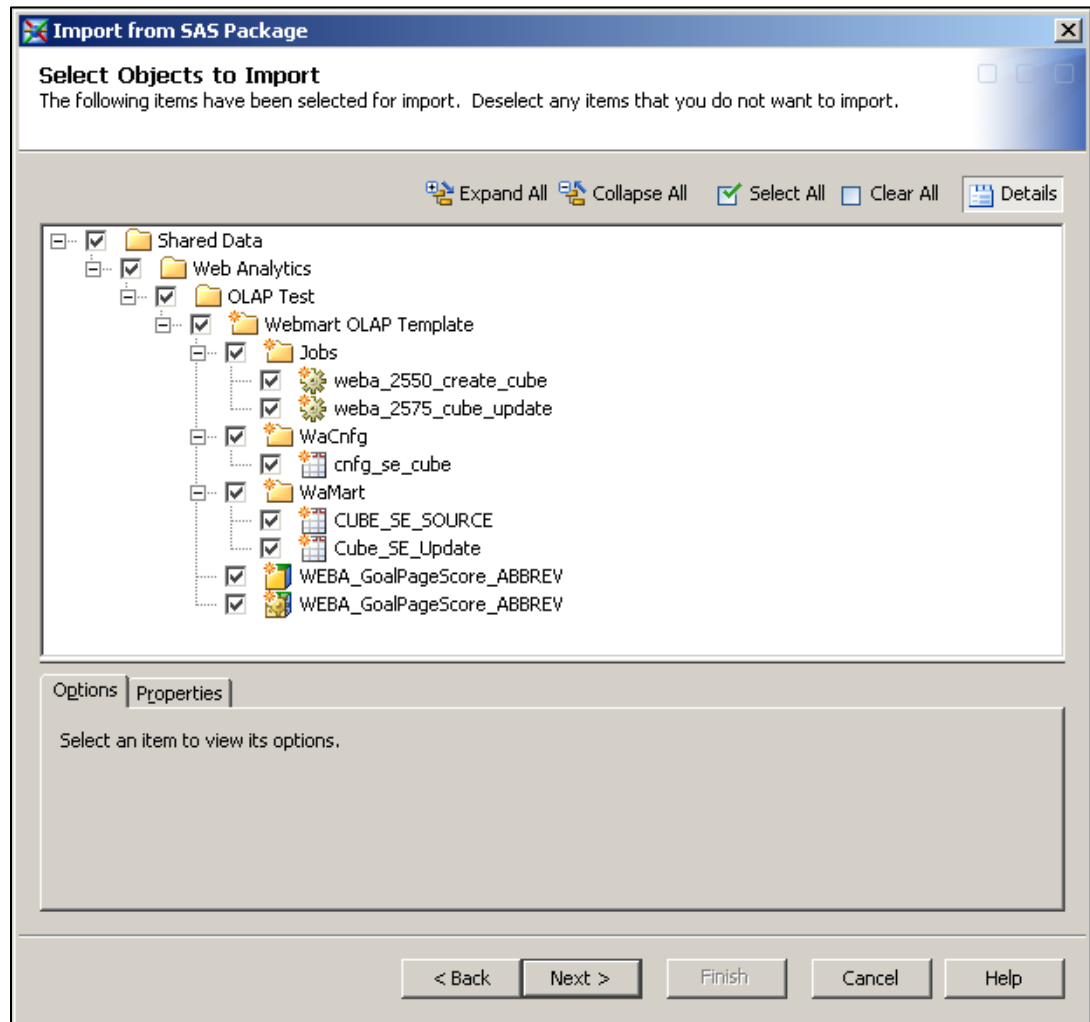 Import from SAS Package
Select Objects to Import
The following items have been selected for import. Deselect any items that you do not want to import.
Expand All Collapse All Select All Clear All Details
Shared Data
Web Analytics
OLAP Test
Webmart OLAP Template
Jobs
weba_2550_create_cube
weba_2575_cube_update
WaCnfg
cnfg_se_cube
WaMart
CUBE_SE_SOURCE
Cube_SE_Update
WEBA_GoalPageScore_ABBREV
WEBA_GoalPageScore_ABBREV
Options Properties
Select an item to view its options.
< Back Next > Finish Cancel Help